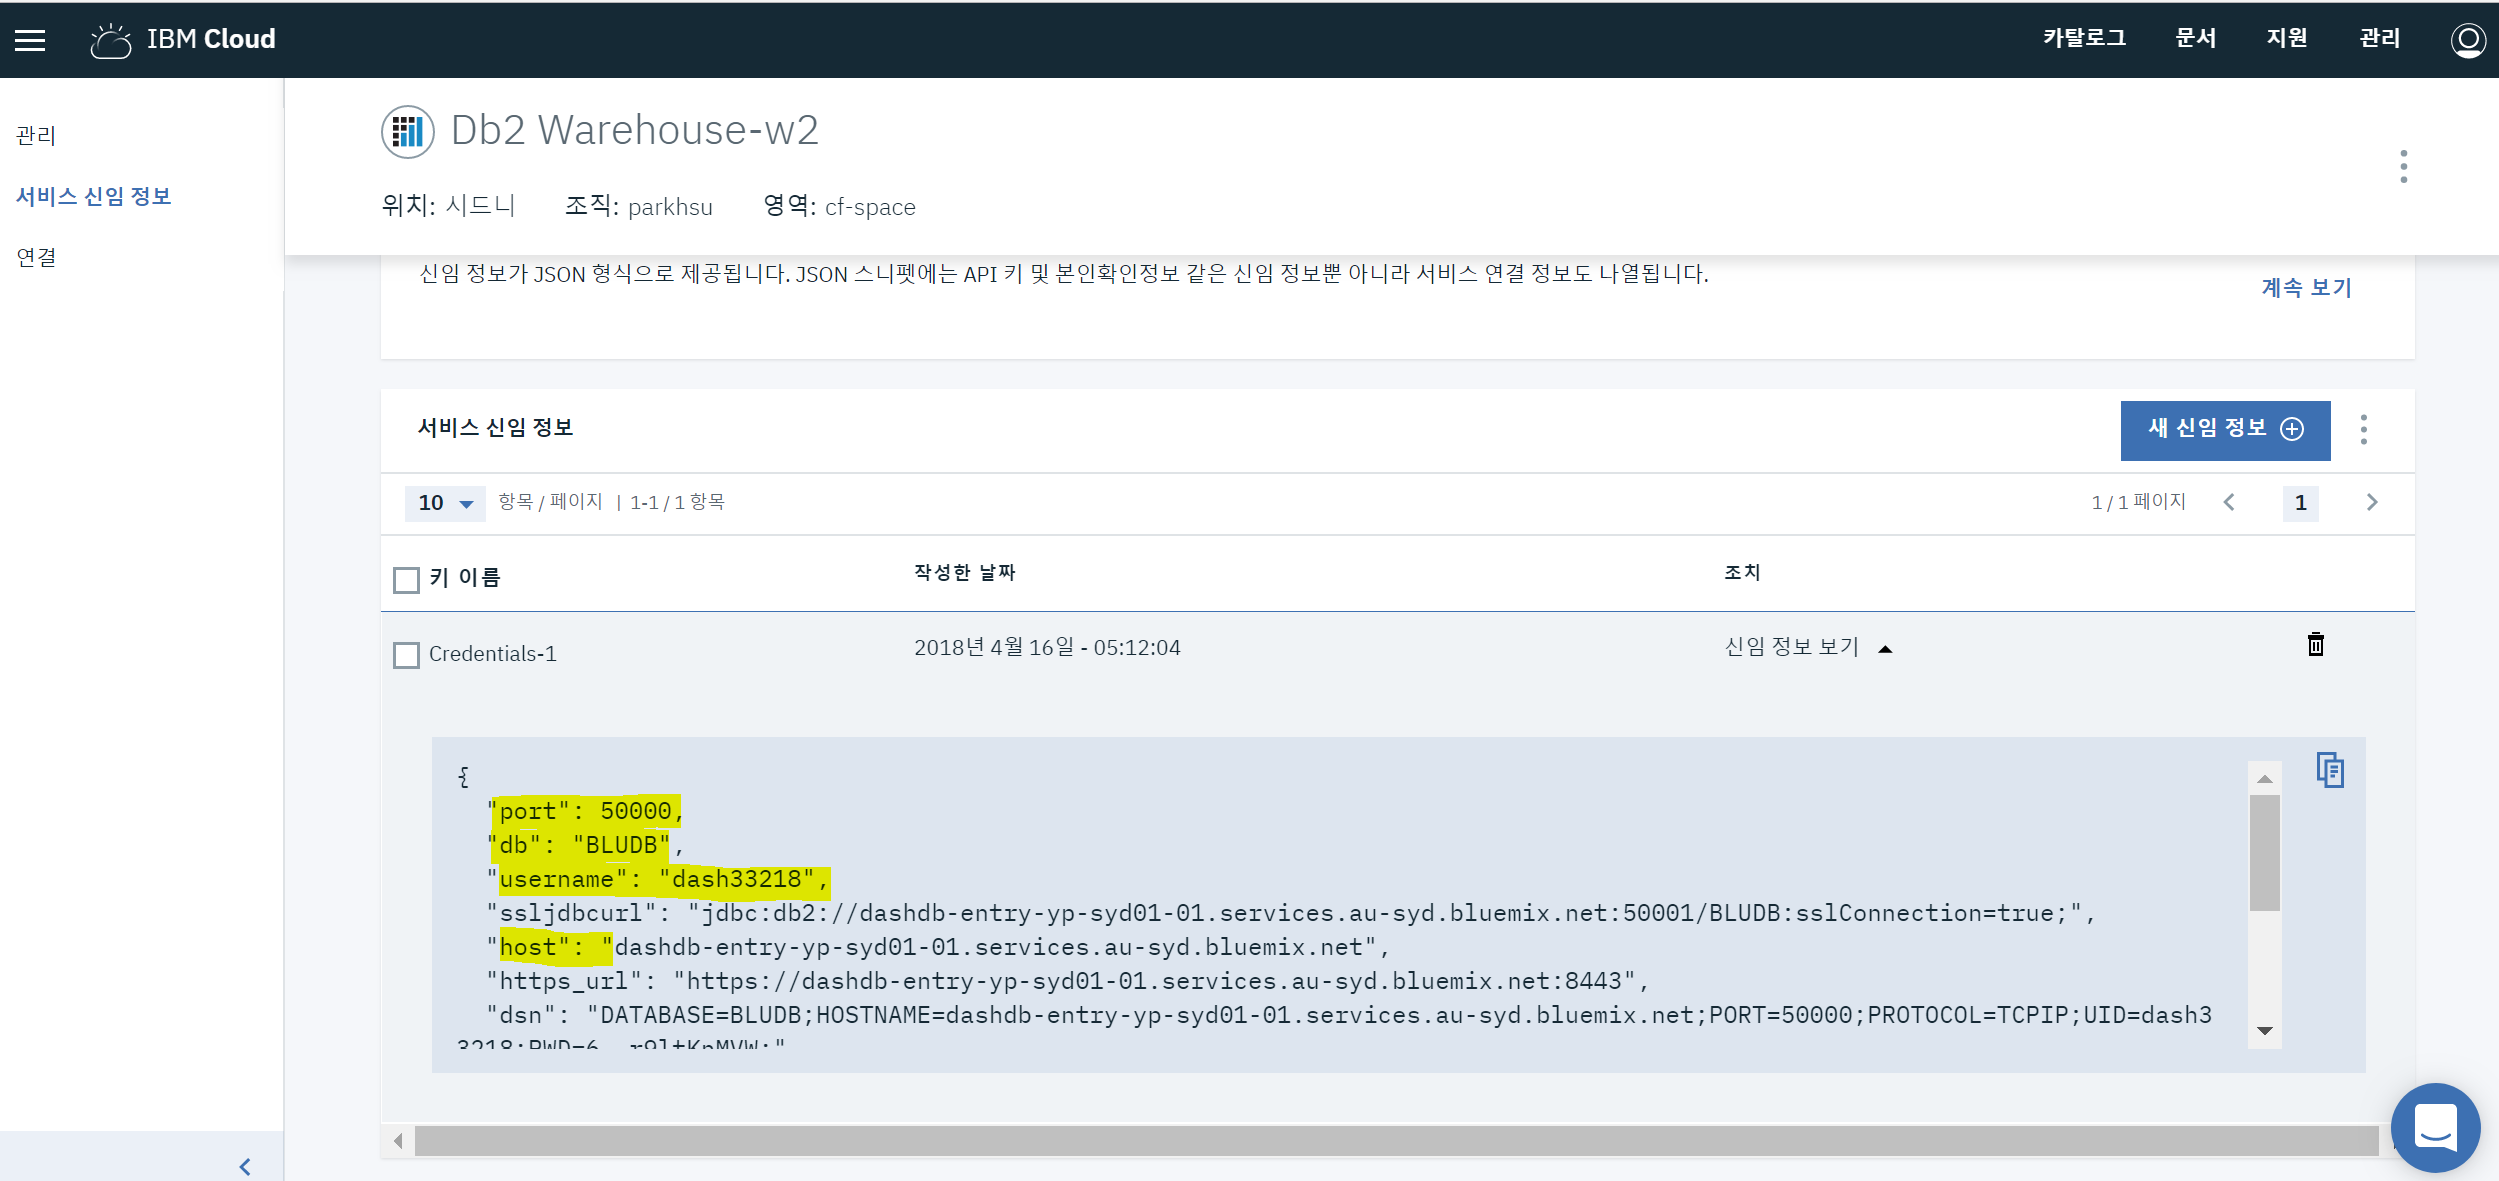 IBM Cloud
카탈로그 문서 지원 관리
관리
서비스 신임 정보
연결
Db2 Warehouse-w2
위치: 시드니 조직: parkhsu 영역: cf-space
신임 정보가 JSON 형식으로 제공됩니다. JSON 스니펫에는 API 키 및 본인확인정보 같은 신임 정보뿐 아니라 서비스 연결 정보도 나열됩니다.
계속 보기
서비스 신임 정보
새 신임 정보
10 항목 / 페이지 | 1-1 / 1 항목
1 / 1 페이지 1
키 이름 작성한 날짜 조치
Credentials-1 2018년 4월 16일 - 05:12:04 신임 정보 보기
{
"port": 50000,
"db": "BLUDB",
"username": "dash33218",
"ssljdbcurl": "jdbc:db2://dashdb-entry-yp-syd01-01.services.au-syd.bluemix.net:50001/BLUDB:sslConnection=true;",
"host": "dashdb-entry-yp-syd01-01.services.au-syd.bluemix.net",
"https_url": "https://dashdb-entry-yp-syd01-01.services.au-syd.bluemix.net:8443",
"dsn": "DATABASE=BLUDB;HOSTNAME=dashdb-entry-yp-syd01-01.services.au-syd.bluemix.net;PORT=50000;PROTOCOL=TCPIP;UID=dash3